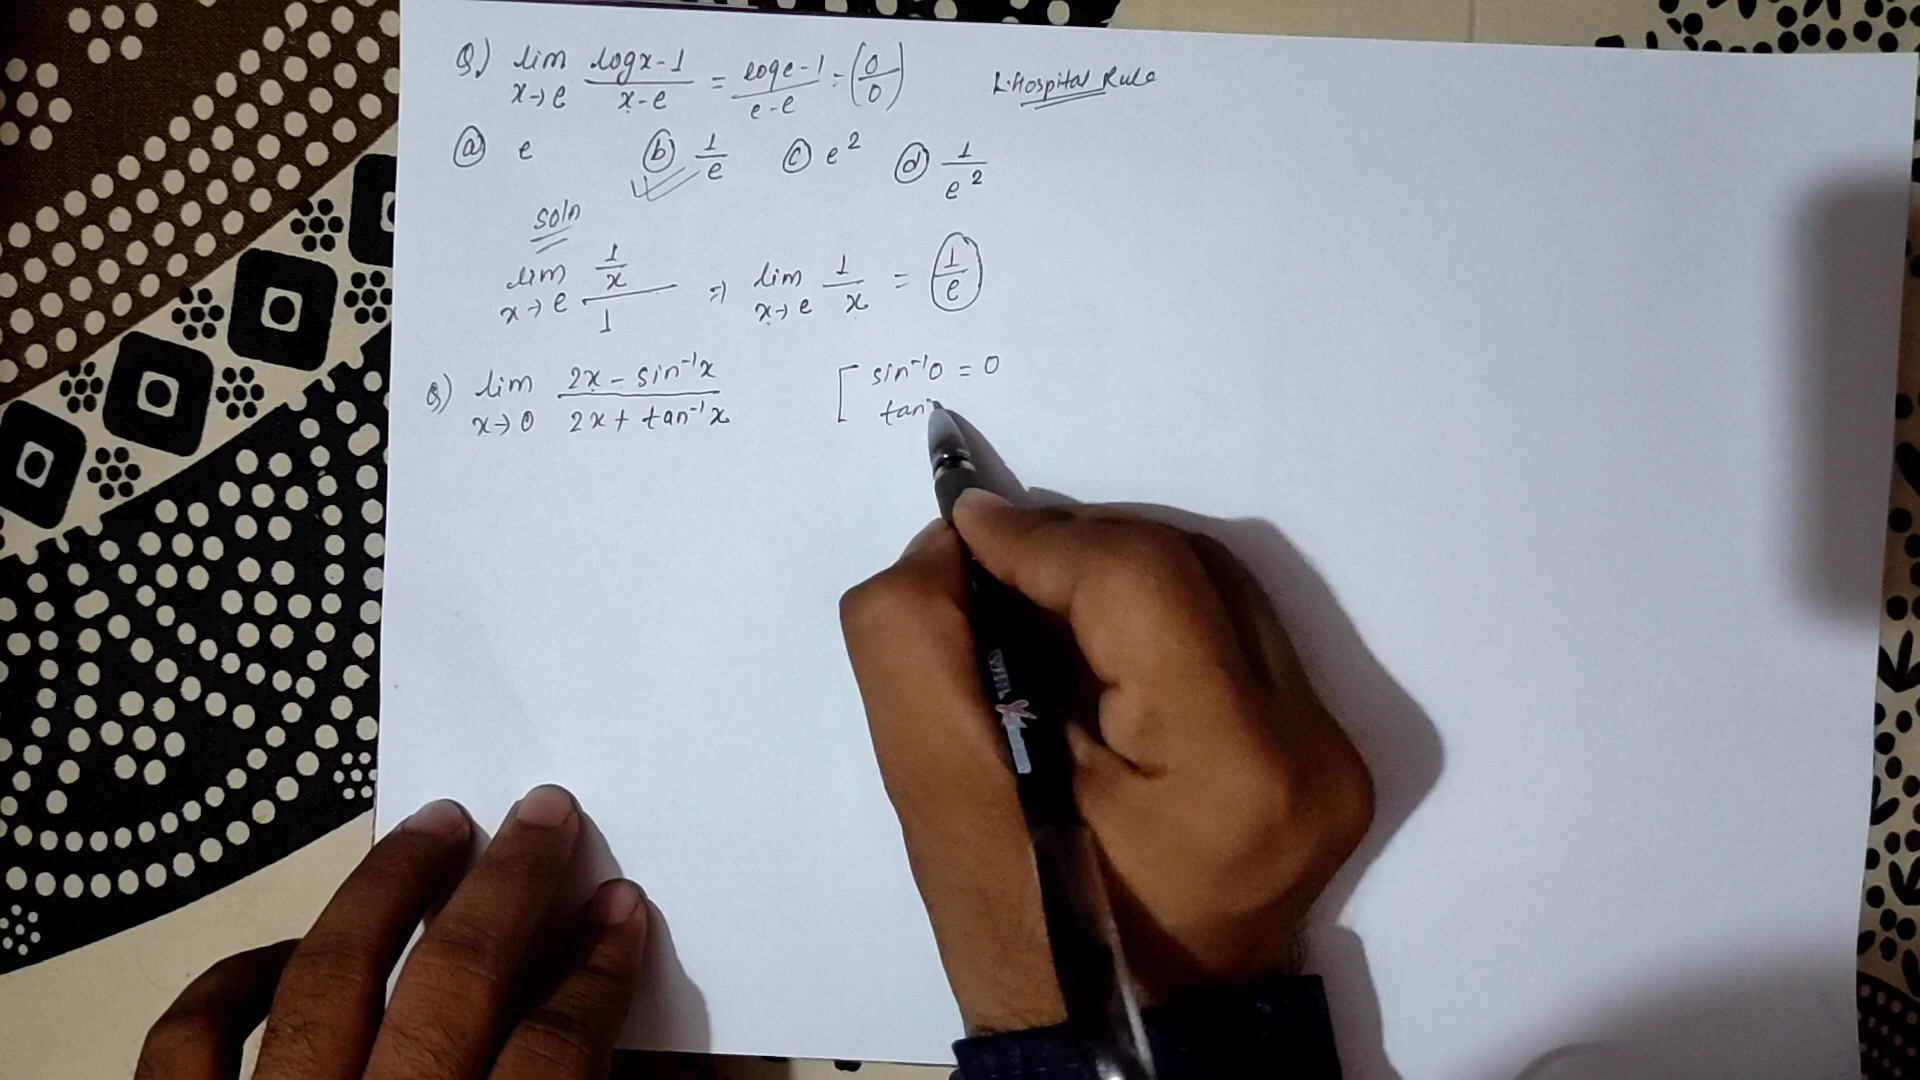 Q.) lim x→e (log x - 1)/(x - e) = (log e - 1)/(e - e) = (0/0) L. Hospital Rule
(a) e (b) 1/e (c) e² (d) 1/e²
soln
lim x→e (1/x)/1 ⇒ lim x→e 1/x = 1/e
Q) lim x→0 (2x - sin⁻¹x)/(2x + tan⁻¹x) [ sin⁻¹0 = 0
tan⁻